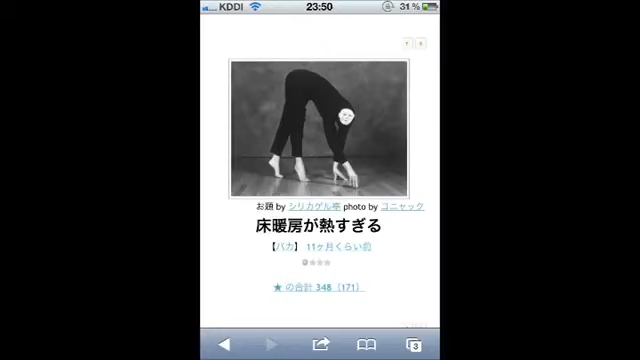 KDDI 23:50 31%
お題 by シリカゲル亭 photo by コニャック
床暖房が熱すぎる
【バカ】 11ヶ月くらい前
★ の合計 348（171）
3